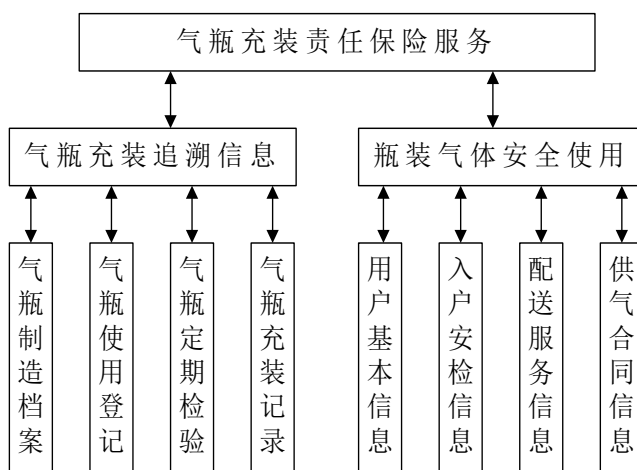 气瓶充装责任保险服务
气瓶充装追溯信息
瓶装气体安全使用
气瓶制造档案
气瓶使用登记
气瓶定期检验
气瓶充装记录
用户基本信息
入户安检信息
配送服务信息
供气合同信息